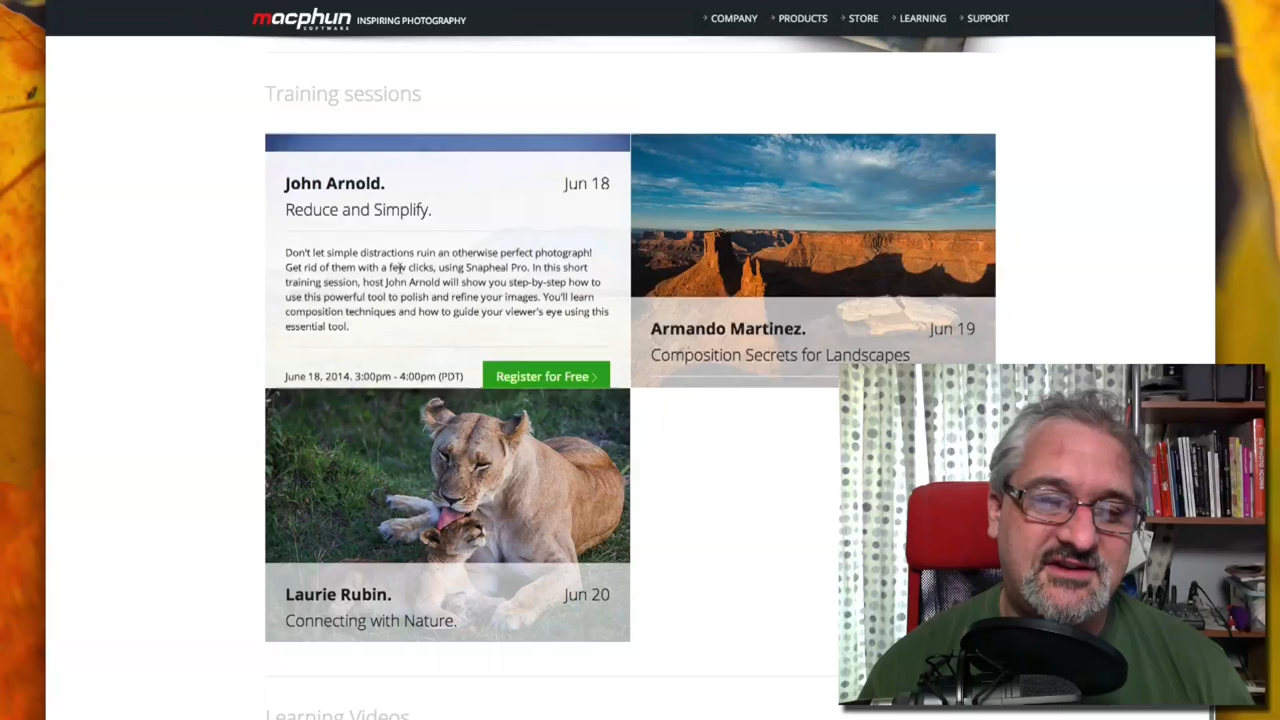 macphun SOFTWARE INSPIRING PHOTOGRAPHY
COMPANY PRODUCTS STORE LEARNING SUPPORT
Training sessions
John Arnold. Jun 18
Reduce and Simplify.
Don't let simple distractions ruin an otherwise perfect photograph!
Get rid of them with a few clicks, using Snapheal Pro. In this short
training session, host John Arnold will show you step-by-step how to
use this powerful tool to polish and refine your images. You'll learn
composition techniques and how to guide your viewer's eye using this
essential tool.
June 18, 2014. 3:00pm - 4:00pm (PDT) Register for Free
Armando Martinez. Jun 19
Composition Secrets for Landscapes
Laurie Rubin. Jun 20
Connecting with Nature.
Learning Videos